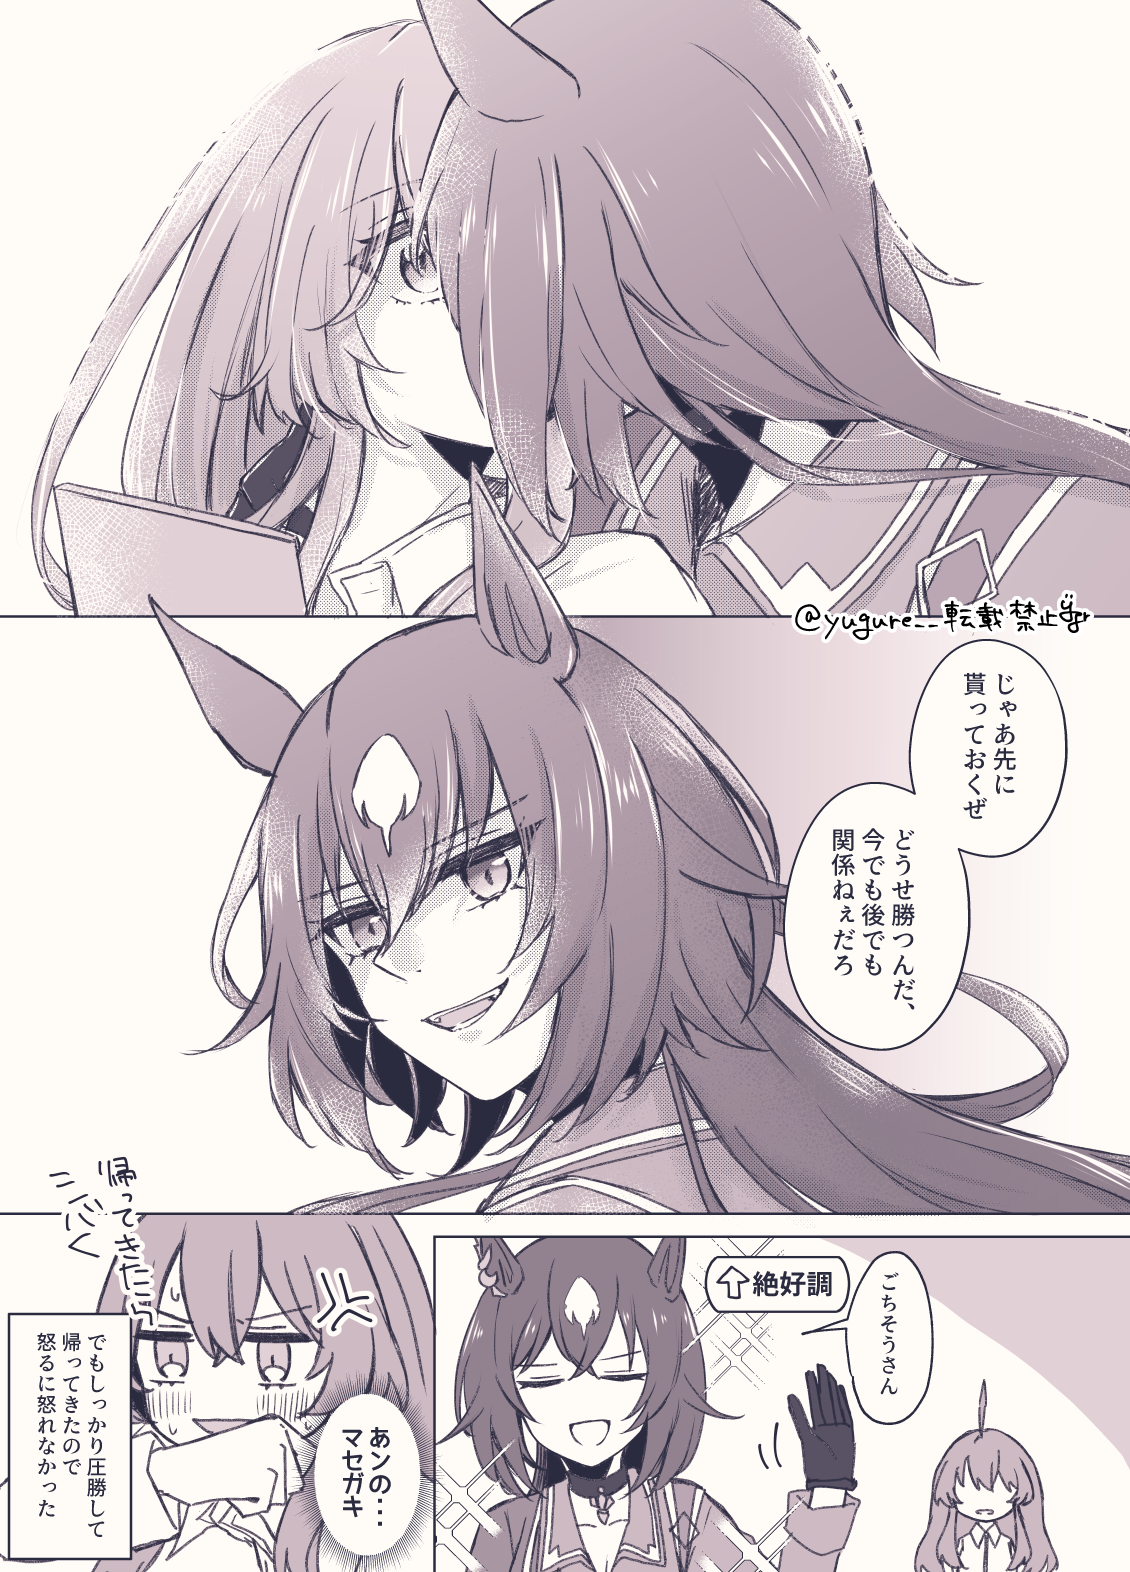 @yugure__転載禁止
じゃあ先に
貰っておくぜ
どうせ勝つんだ、
今でも後でも
関係ねぇだろ
ごちそうさん
絶好調
あンの…
マセガキ
帰ってきたら
シバく
でもしっかり圧勝して
帰ってきたので
怒るに怒れなかった